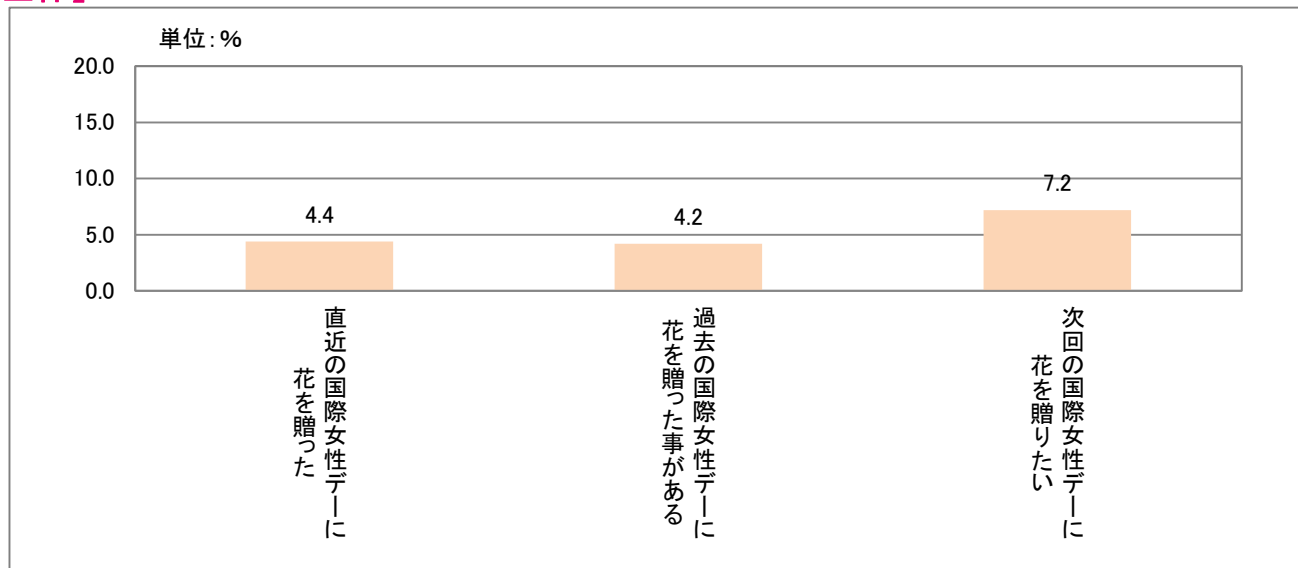 単位：％
20.0
15.0
10.0
5.0
0.0
4.4
4.2
7.2
直近の国際女性デーに
花を贈った
過去の国際女性デーに
花を贈った事がある
次回の国際女性デーに
花を贈りたい